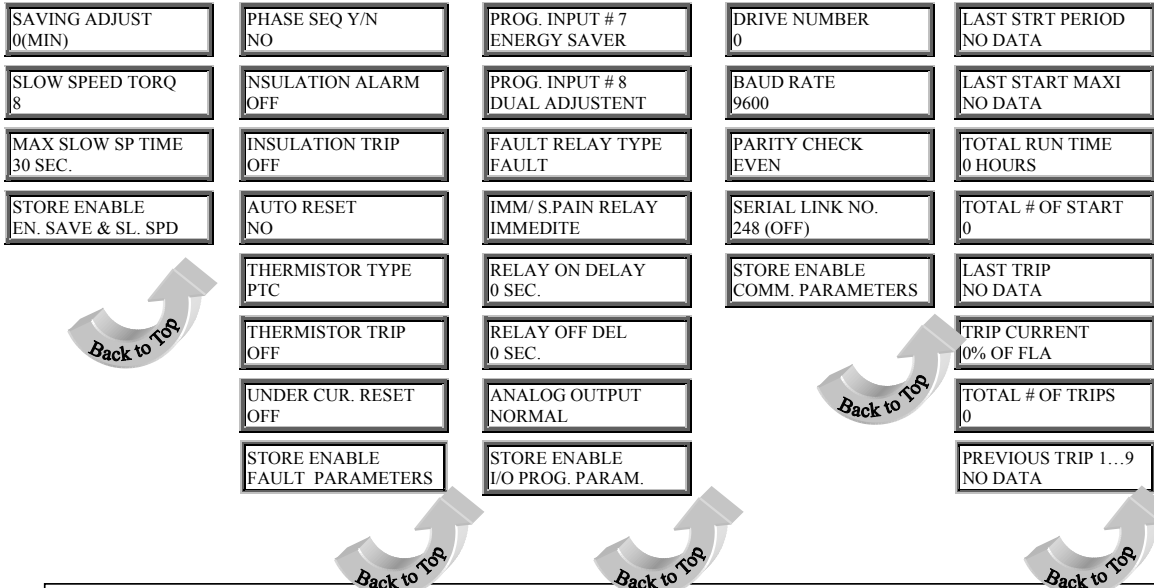 SAVING ADJUST
0(MIN)
SLOW SPEED TORQ
8
MAX SLOW SP TIME
30 SEC.
STORE ENABLE
EN. SAVE & SL. SPD
Back to Top
PHASE SEQ Y/N
NO
NSULATION ALARM
OFF
INSULATION TRIP
OFF
AUTO RESET
NO
THERMISTOR TYPE
PTC
THERMISTOR TRIP
OFF
UNDER CUR. RESET
OFF
STORE ENABLE
FAULT PARAMETERS
Back to Top
PROG. INPUT # 7
ENERGY SAVER
PROG. INPUT # 8
DUAL ADJUSTENT
FAULT RELAY TYPE
FAULT
IMM/ S.PAIN RELAY
IMMEDITE
RELAY ON DELAY
0 SEC.
RELAY OFF DEL
0 SEC.
ANALOG OUTPUT
NORMAL
STORE ENABLE
I/O PROG. PARAM.
Back to Top
DRIVE NUMBER
0
BAUD RATE
9600
PARITY CHECK
EVEN
SERIAL LINK NO.
248 (OFF)
STORE ENABLE
COMM. PARAMETERS
Back to Top
LAST STRT PERIOD
NO DATA
LAST START MAXI
NO DATA
TOTAL RUN TIME
0 HOURS
TOTAL # OF START
0
LAST TRIP
NO DATA
TRIP CURRENT
0% OF FLA
TOTAL # OF TRIPS
0
PREVIOUS TRIP 1…9
NO DATA
Back to Top